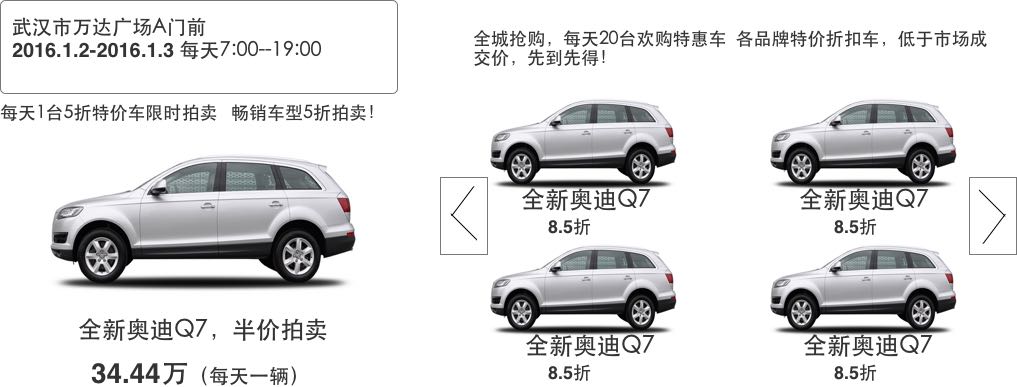 武汉市万达广场A门前
2016.1.2-2016.1.3 每天7:00--19:00
每天1台5折特价车限时拍卖 畅销车型5折拍卖！
全新奥迪Q7，半价拍卖
34.44万（每天一辆）
全城抢购，每天20台欢购特惠车 各品牌特价折扣车，低于市场成
交价，先到先得！
全新奥迪Q7
8.5折
全新奥迪Q7
8.5折
全新奥迪Q7
8.5折
全新奥迪Q7
8.5折